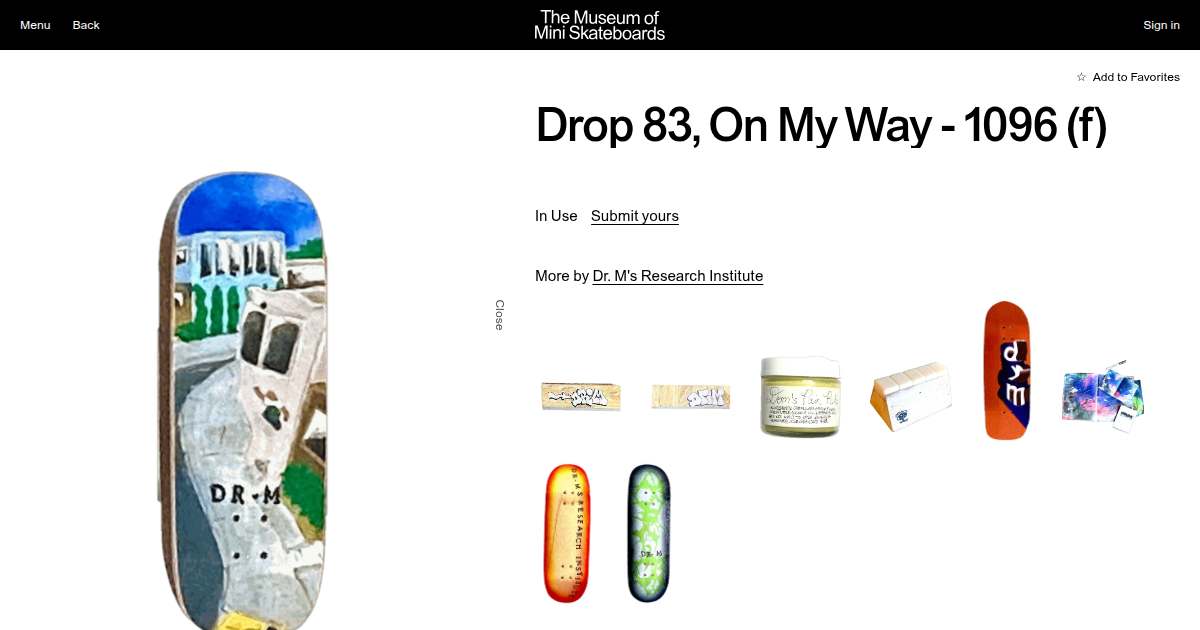 Menu
Back
The Museum of
Mini Skateboards
Sign in
☆ Add to Favorites
Drop 83, On My Way - 1096 (f)
In Use
Submit yours
More by Dr. M's Research Institute
Close
DR·M
DR·M'S RESEARCH
DR·M